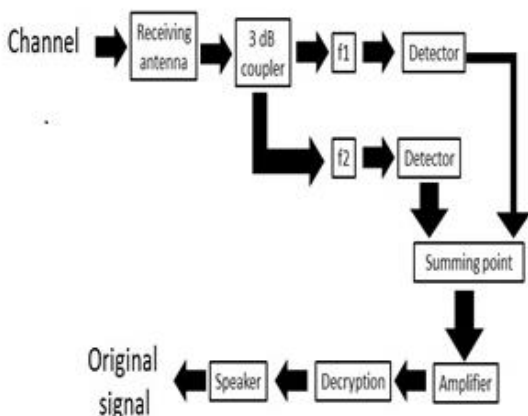 Channel
Receiving
antenna
3 dB
coupler
f1
Detector
f2
Detector
Summing point
Original
signal
Speaker
Decryption
Amplifier